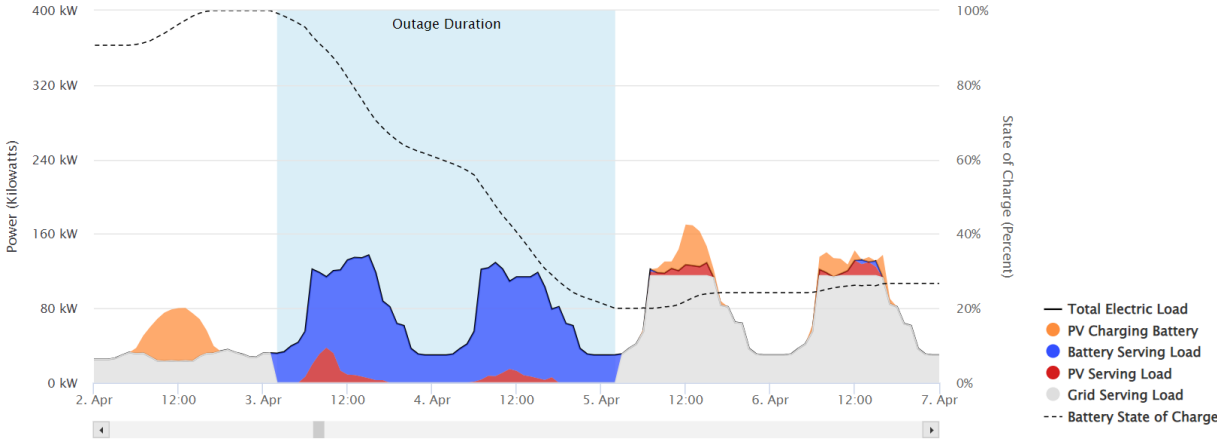 400 kW
320 kW
240 kW
160 kW
80 kW
0 kW
Power (Kilowatts)
Outage Duration
100%
80%
60%
40%
20%
0%
State of Charge (Percent)
2. Apr
12:00
3. Apr
12:00
4. Apr
12:00
5. Apr
12:00
6. Apr
12:00
7. Apr
Total Electric Load
PV Charging Battery
Battery Serving Load
PV Serving Load
Grid Serving Load
Battery State of Charge